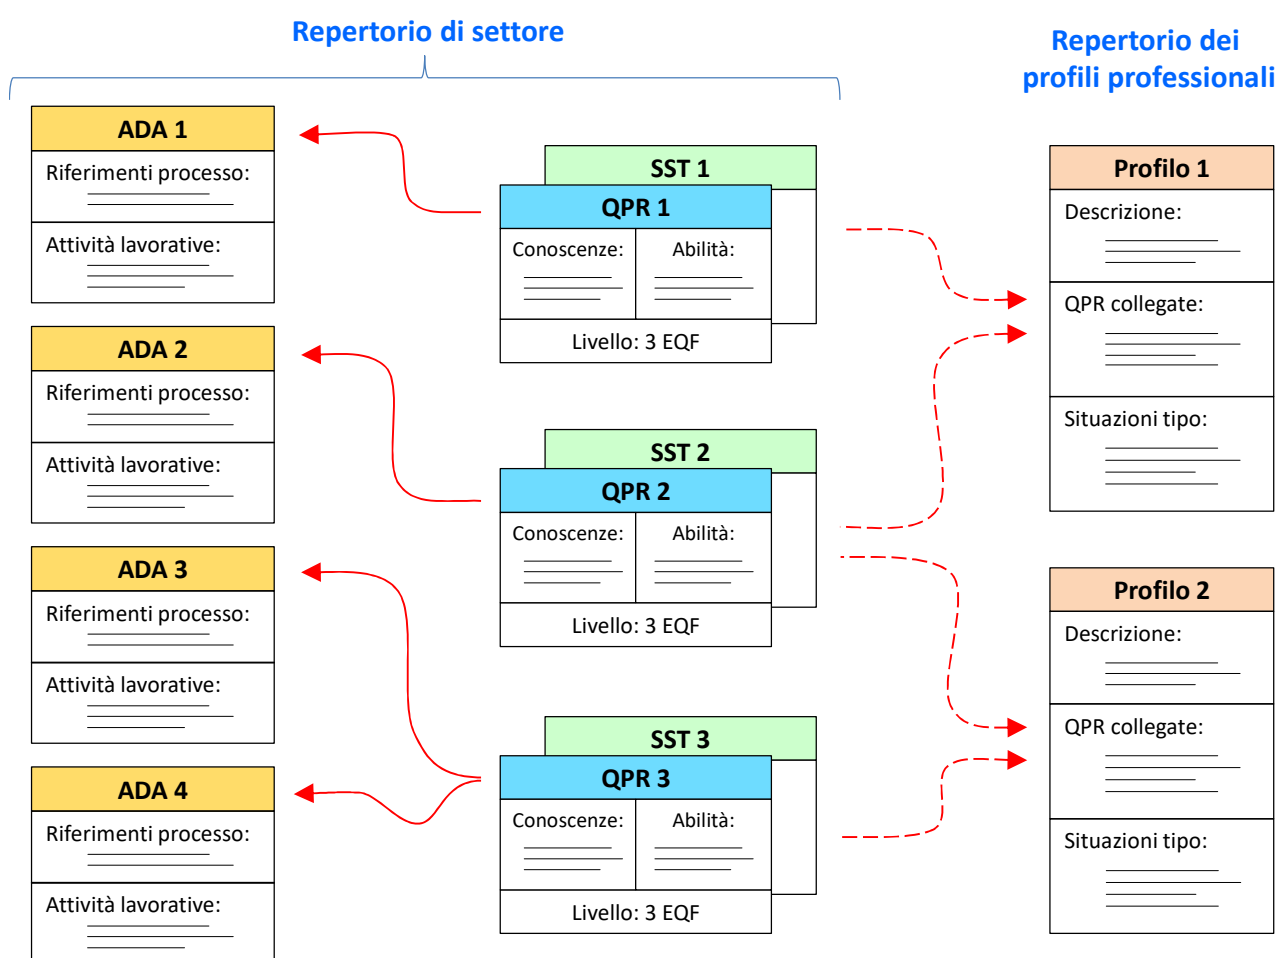 Repertorio di settore
Repertorio dei
profili professionali
ADA 1
Riferimenti processo:
Attività lavorative:
ADA 2
Riferimenti processo:
Attività lavorative:
ADA 3
Riferimenti processo:
Attività lavorative:
ADA 4
Riferimenti processo:
Attività lavorative:
SST 1
QPR 1
Conoscenze: Abilità:
Livello: 3 EQF
SST 2
QPR 2
Conoscenze: Abilità:
Livello: 3 EQF
SST 3
QPR 3
Conoscenze: Abilità:
Livello: 3 EQF
Profilo 1
Descrizione:
QPR collegate:
Situazioni tipo:
Profilo 2
Descrizione:
QPR collegate:
Situazioni tipo: